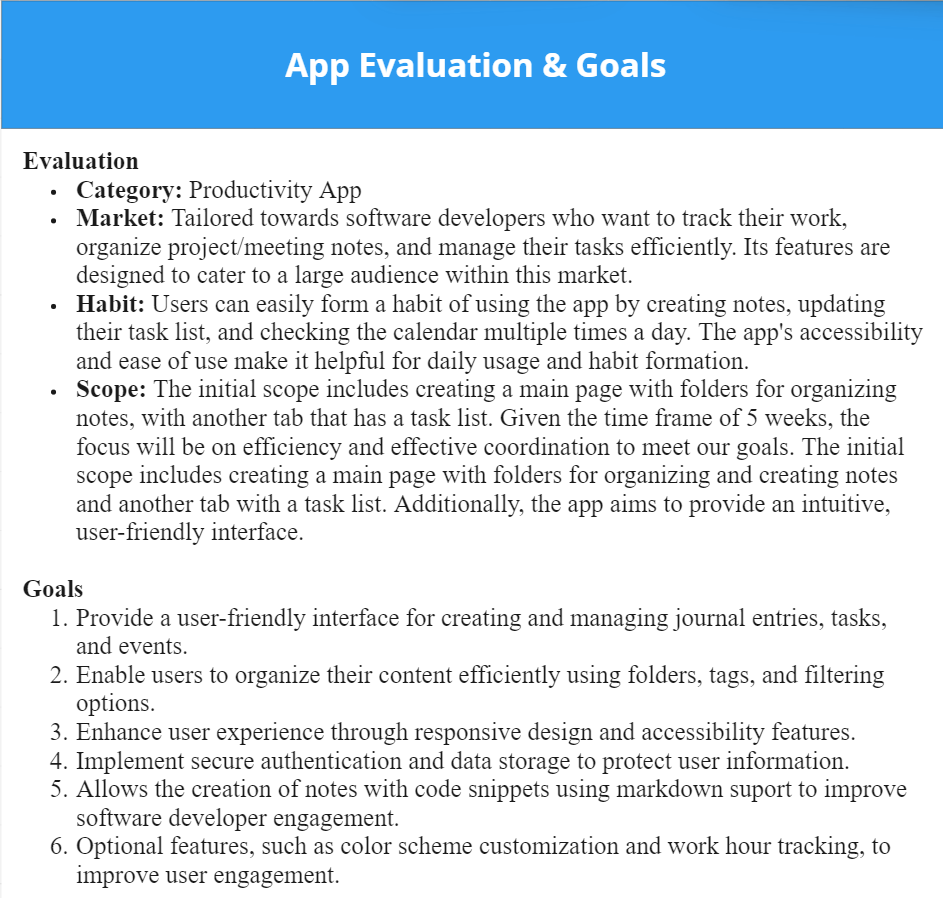 App Evaluation & Goals
Evaluation
• Category: Productivity App
• Market: Tailored towards software developers who want to track their work,
organize project/meeting notes, and manage their tasks efficiently. Its features are
designed to cater to a large audience within this market.
• Habit: Users can easily form a habit of using the app by creating notes, updating
their task list, and checking the calendar multiple times a day. The app's accessibility
and ease of use make it helpful for daily usage and habit formation.
• Scope: The initial scope includes creating a main page with folders for organizing
notes, with another tab that has a task list. Given the time frame of 5 weeks, the
focus will be on efficiency and effective coordination to meet our goals. The initial
scope includes creating a main page with folders for organizing and creating notes
and another tab with a task list. Additionally, the app aims to provide an intuitive,
user-friendly interface.
Goals
1. Provide a user-friendly interface for creating and managing journal entries, tasks,
and events.
2. Enable users to organize their content efficiently using folders, tags, and filtering
options.
3. Enhance user experience through responsive design and accessibility features.
4. Implement secure authentication and data storage to protect user information.
5. Allows the creation of notes with code snippets using markdown suport to improve
software developer engagement.
6. Optional features, such as color scheme customization and work hour tracking, to
improve user engagement.